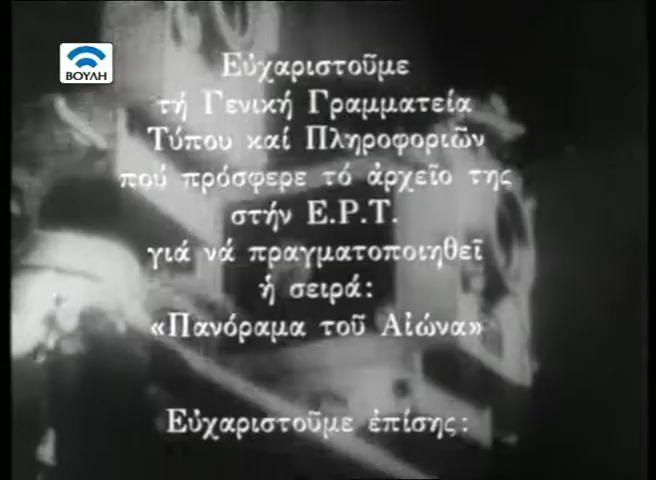 ΒΟΥΛΗ
Εὐχαριστοῦμε
τή Γενική Γραμματεία
Τύπου καί Πληροφοριῶν
πού πρόσφερε τό ἀρχεῖο της
στήν Ε.Ρ.Τ.
γιά νά πραγματοποιηθεῖ
ἡ σειρά:
«Πανόραμα τοῦ Αἰώνα»
Εὐχαριστοῦμε ἐπίσης: